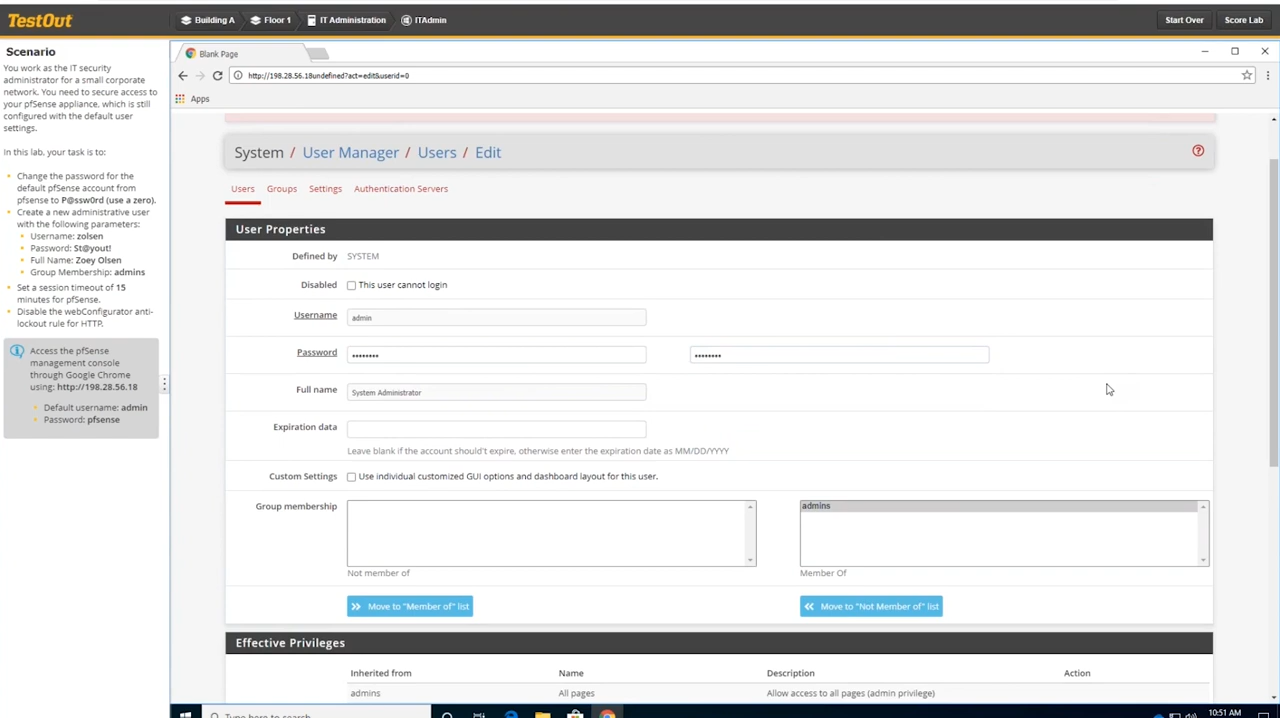 TestOut
Building A
Floor 1
IT Administration
ITAdmin
Start Over
Score Lab
Scenario
You work as the IT security
administrator for a small corporate
network. You need to secure access to
your pfSense appliance, which is still
configured with the default user
settings.
In this lab, your task is to:
Change the password for the
default pfSense account from
pfsense to P@ssw0rd (use a zero).
Create a new administrative user
with the following parameters:
Username: zolsen
Password: St@yout!
Full Name: Zoey Olsen
Group Membership: admins
Set a session timeout of 15
minutes for pfSense.
Disable the webConfigurator anti-
lockout rule for HTTP.
Access the pfSense
management console
through Google Chrome
using: http://198.28.56.18
Default username: admin
Password: pfsense
Blank Page
http://198.28.56.18undefined?act=edit&userid=0
Apps
System / User Manager / Users / Edit
Users Groups Settings Authentication Servers
User Properties
Defined by SYSTEM
Disabled This user cannot login
Username admin
Password •••••••• ••••••••
Full name System Administrator
Expiration data
Leave blank if the account should't expire, otherwise enter the expiration date as MM/DD/YYYY
Custom Settings Use individual customized GUI options and dashboard layout for this user.
Group membership admins
Not member of Member Of
Move to "Member of" list Move to "Not Member of" list
Effective Privileges
Inherited from Name Description Action
admins All pages Allow access to all pages (admin privilege)
Type here to search
10:51 AM